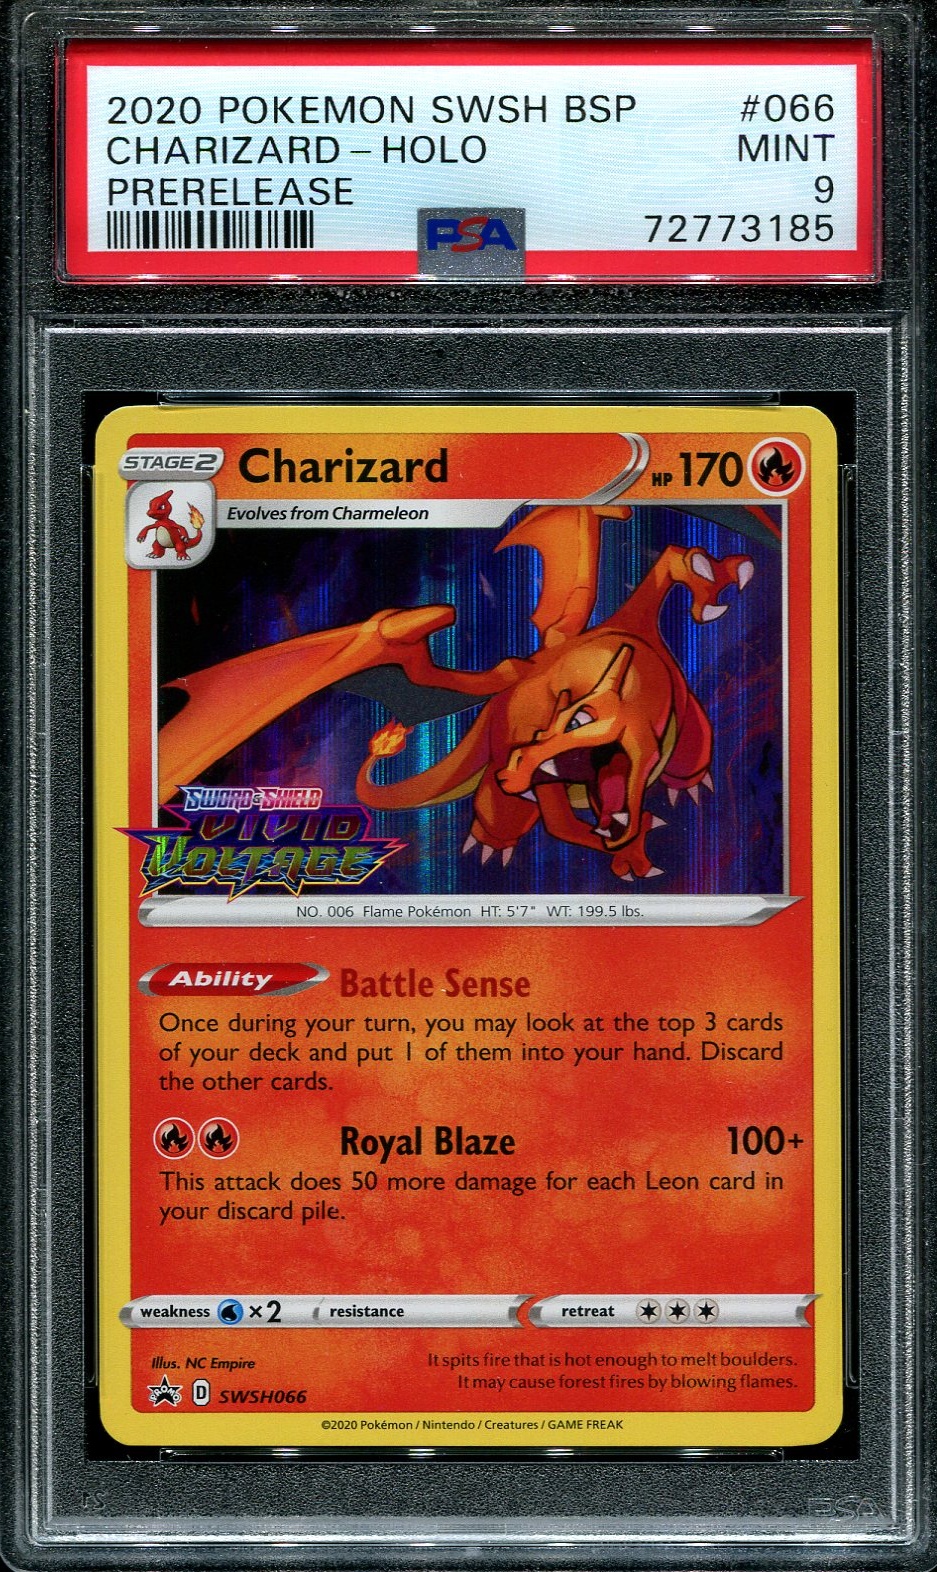 2020 POKEMON SWSH BSP #066
CHARIZARD – HOLO MINT
PRERELEASE 9
PSA 72773185
STAGE 2 Charizard HP 170
Evolves from Charmeleon
SWORD & SHIELD
VIVID
VOLTAGE
NO. 006 Flame Pokémon HT: 5'7" WT: 199.5 lbs.
Ability Battle Sense
Once during your turn, you may look at the top 3 cards
of your deck and put 1 of them into your hand. Discard
the other cards.
Royal Blaze 100+
This attack does 50 more damage for each Leon card in
your discard pile.
weakness ×2 resistance retreat
Illus. NC Empire
It spits fire that is hot enough to melt boulders.
It may cause forest fires by blowing flames.
PROMO D SWSH066
©2020 Pokémon / Nintendo / Creatures / GAME FREAK
PSA